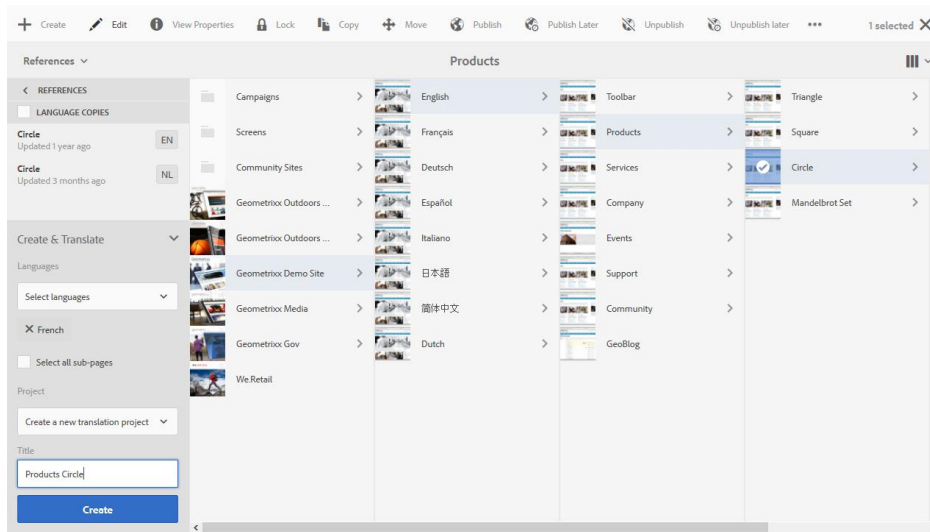 Create Edit View Properties Lock Copy Move Publish Publish Later Unpublish Unpublish later ••• 1 selected
References Products
REFERENCES
LANGUAGE COPIES
Circle
Updated 1 year ago
EN
Circle
Updated 3 months ago
NL
Create & Translate
Languages
Select languages
French
Select all sub-pages
Project
Create a new translation project
Title
Products Circle
Create
Campaigns
Screens
Community Sites
Geometrixx Outdoors ...
Geometrixx Outdoors ...
Geometrixx Demo Site
Geometrixx Media
Geometrixx Gov
We.Retail
English
Français
Deutsch
Español
Italiano
日本語
简体中文
Dutch
Toolbar
Products
Services
Company
Events
Support
Community
GeoBlog
Triangle
Square
Circle
Mandelbrot Set